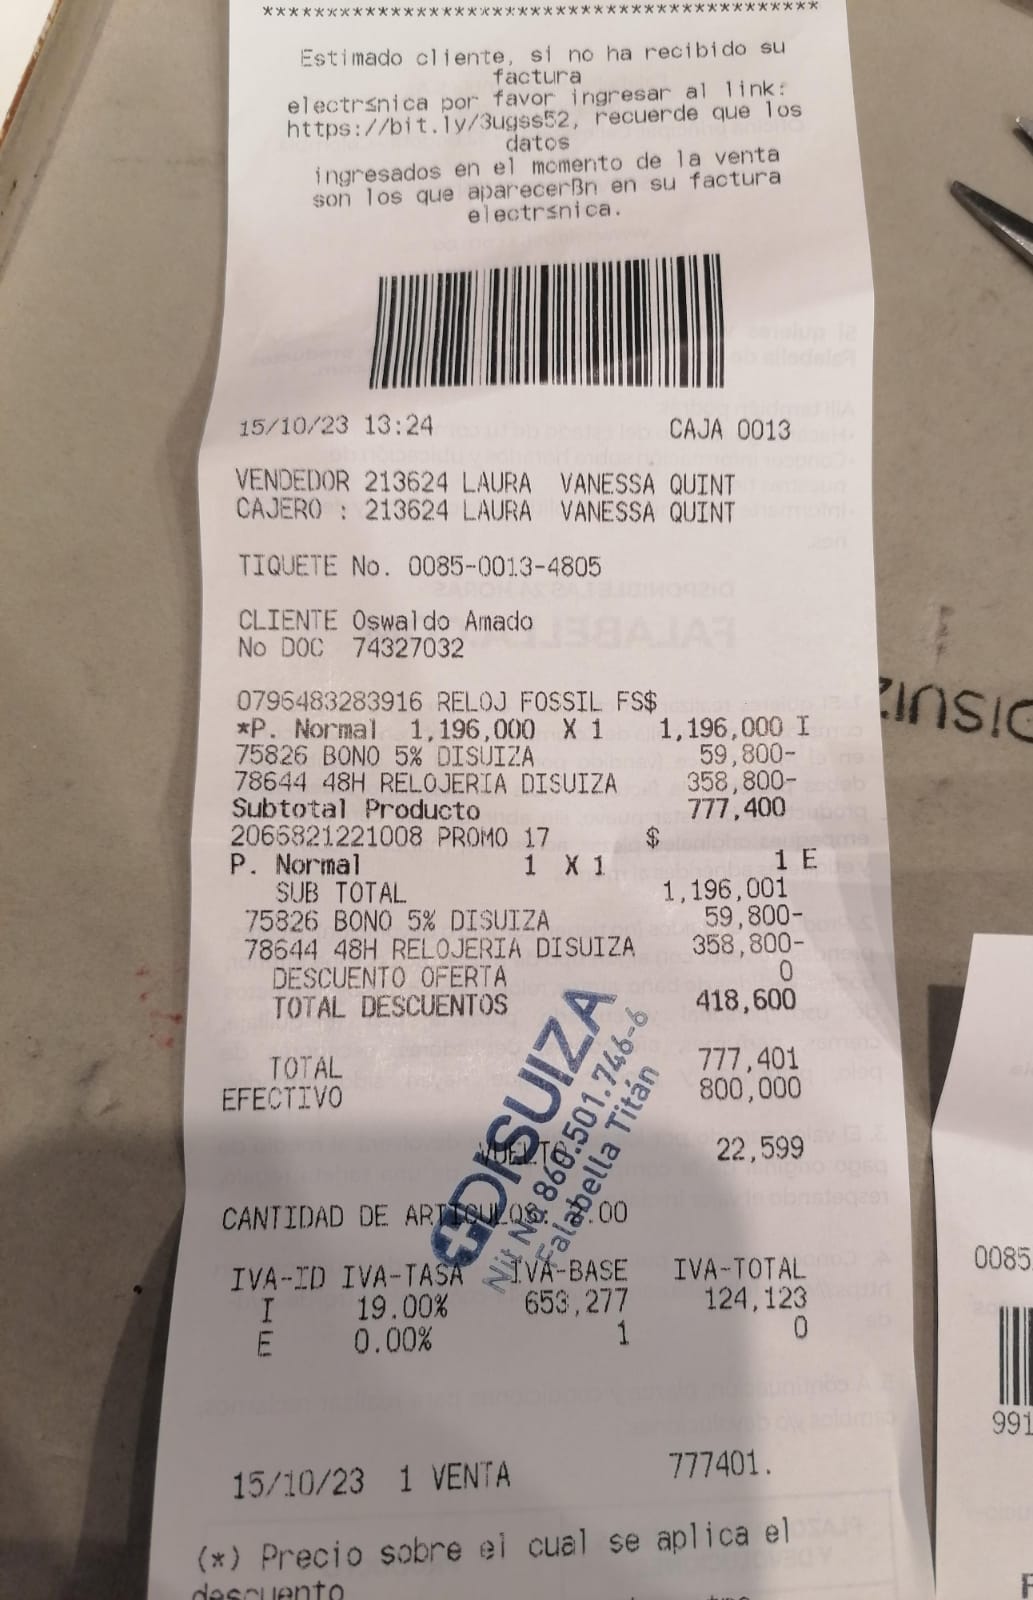 ******************************************
Estimado cliente, si no ha recibido su
factura
electr≤nica por favor ingresar al link:
https://bit.ly/3ugss52, recuerde que los
datos
ingresados en el momento de la venta
son los que aparecerßn en su factura
electr≤nica.
15/10/23 13:24 CAJA 0013
VENDEDOR 213624 LAURA VANESSA QUINT
CAJERO : 213624 LAURA VANESSA QUINT
TIQUETE No. 0085-0013-4805
CLIENTE Oswaldo Amado
No DOC 74327032
0796483283916 RELOJ FOSSIL FS$
*P. Normal 1,196,000 X 1 1,196,000 I
75826 BONO 5% DISUIZA 59,800-
78644 48H RELOJERIA DISUIZA 358,800-
Subtotal Producto 777,400
2066821221008 PROMO 17 $
P. Normal 1 X 1 1 E
SUB TOTAL 1,196,001
75826 BONO 5% DISUIZA 59,800-
78644 48H RELOJERIA DISUIZA 358,800-
DESCUENTO OFERTA 0
TOTAL DESCUENTOS 418,600
TOTAL 777,401
EFECTIVO 800,000
VUELTO 22,599
CANTIDAD DE ARTICULOS: .00
DISUIZA
Nit No 860.501.746-6
Falabella Titán
IVA-ID IVA-TASA IVA-BASE IVA-TOTAL
I 19.00% 653,277 124,123
E 0.00% 1 0
15/10/23 1 VENTA 777401.
(*) Precio sobre el cual se aplica el
descuento
DISUIZ
0085
991